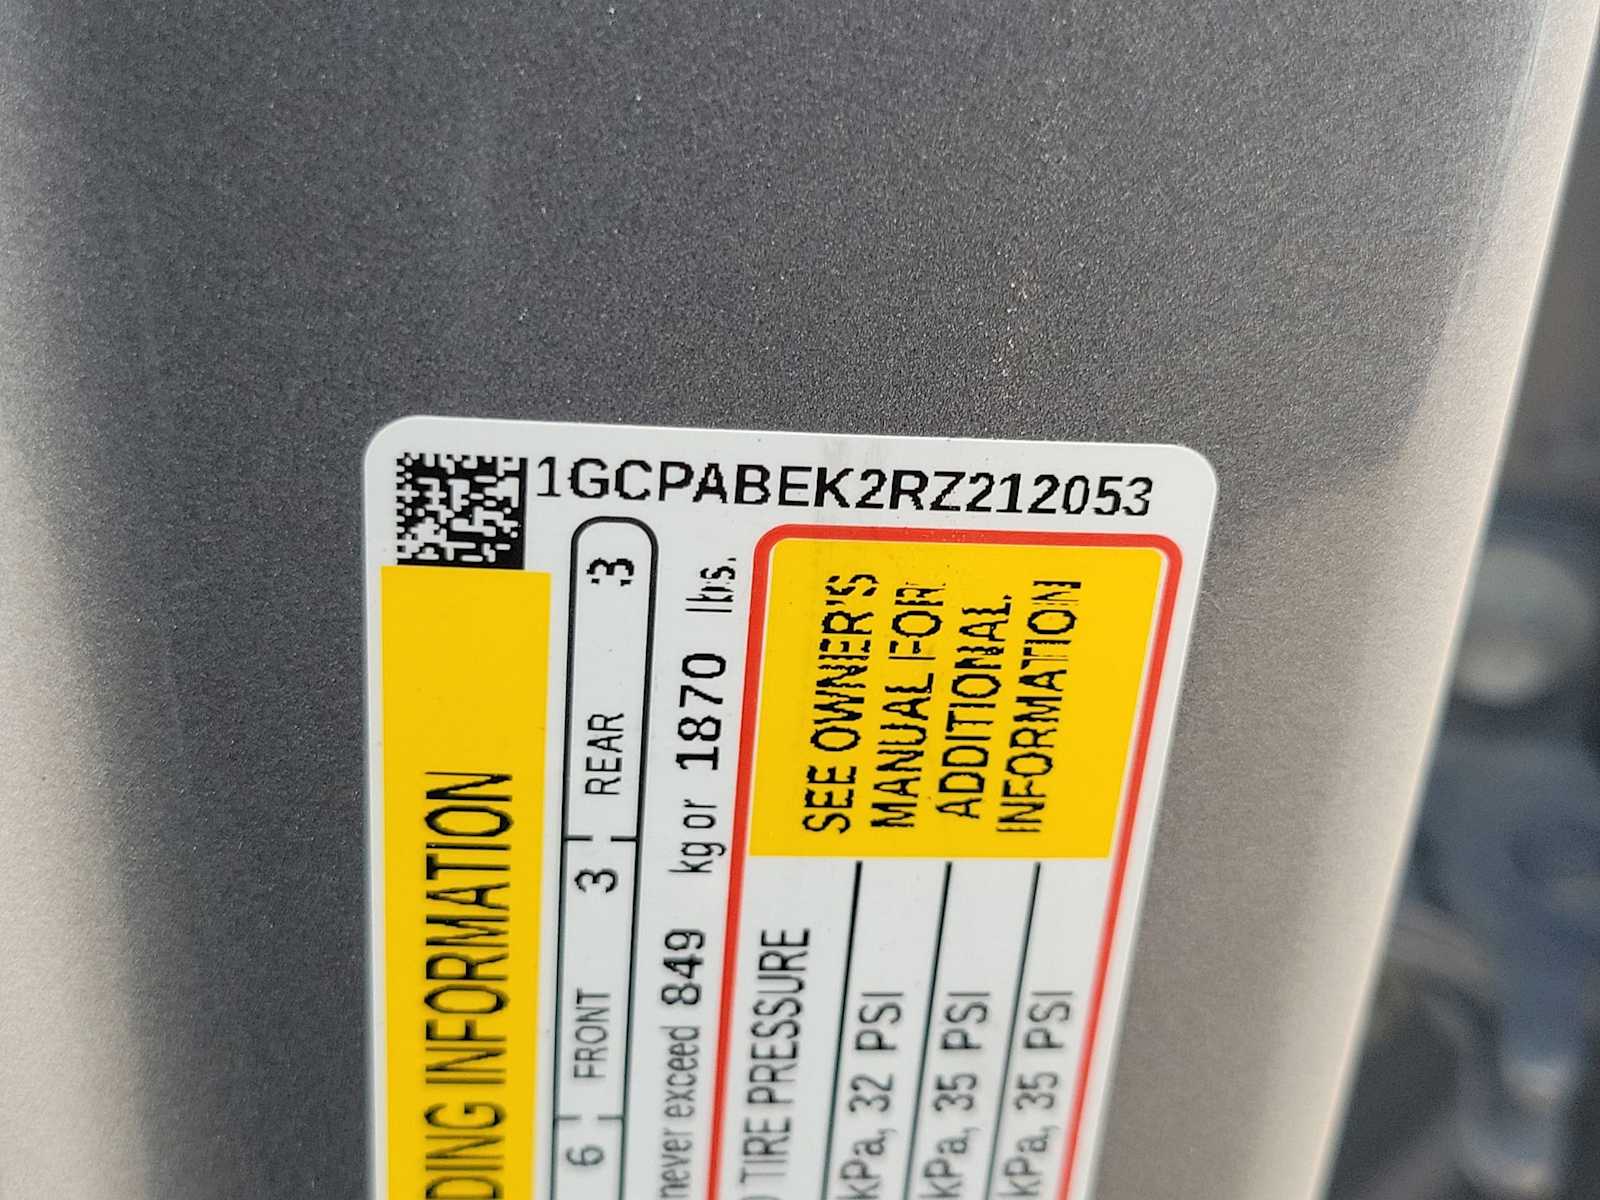 1GCPABEK2RZ212053
DING INFORMATION
6 FRONT 3 REAR 3
never exceed 849 kg or 1870 lbs.
TIRE PRESSURE
kPa, 32 PSI
kPa, 35 PSI
kPa, 35 PSI
SEE OWNER'S
MANUAL FOR
ADDITIONAL
INFORMATION